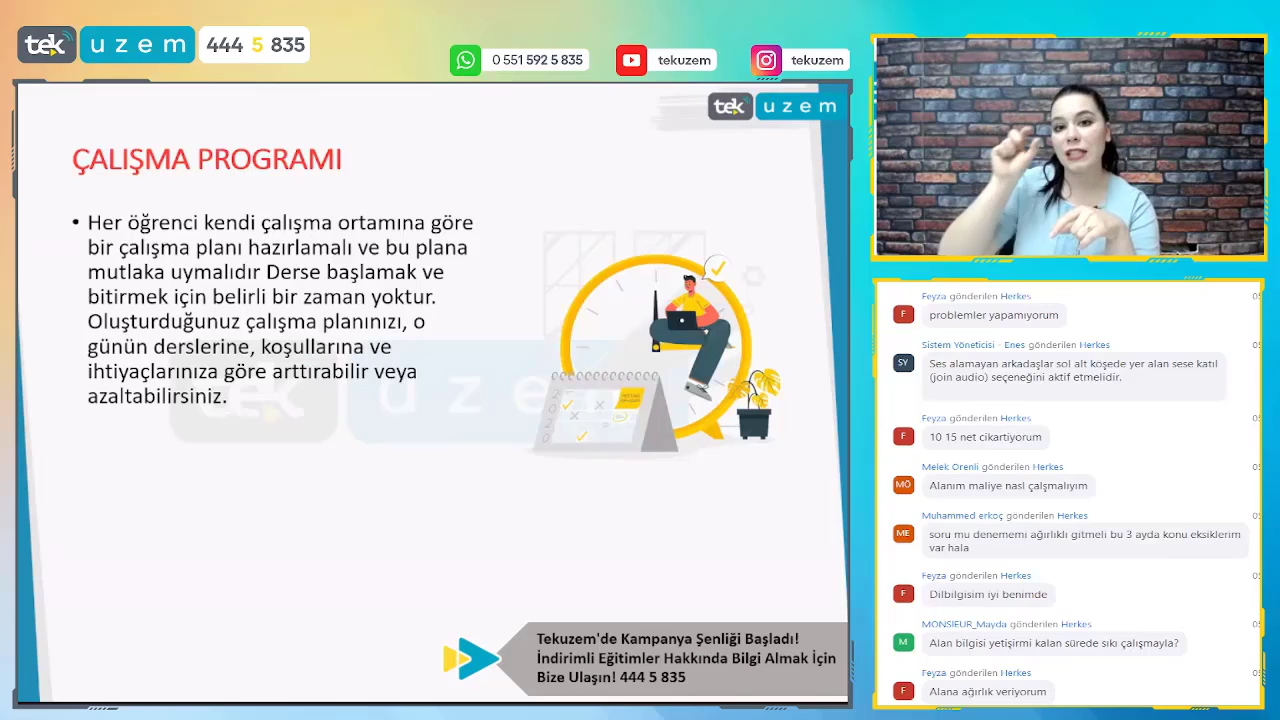 tek uzem 444 5 835
0 551 592 5 835
tekuzem
tekuzem
tek uzem
ÇALIŞMA PROGRAMI
• Her öğrenci kendi çalışma ortamına göre
bir çalışma planı hazırlamalı ve bu plana
mutlaka uymalıdır Derse başlamak ve
bitirmek için belirli bir zaman yoktur.
Oluşturduğunuz çalışma planınızı, o
günün derslerine, koşullarına ve
ihtiyaçlarınıza göre arttırabilir veya
azaltabilirsiniz.
Tekuzem'de Kampanya Şenliği Başladı!
İndirimli Eğitimler Hakkında Bilgi Almak İçin
Bize Ulaşın! 444 5 835
Feyza gönderilen Herkes
F problemler yapamıyorum
Sistem Yöneticisi - Enes gönderilen Herkes
SY Ses alamayan arkadaşlar sol alt köşede yer alan sese katıl
(join audio) seçeneğini aktif etmelidir.
Feyza gönderilen Herkes
F 10 15 net cikartiyorum
Melek Orenli gönderilen Herkes
MÖ Alanım maliye nasl çalşmalıyım
Muhammed erkoç gönderilen Herkes
ME soru mu denememi ağırlıklı gitmeli bu 3 ayda konu eksiklerim
var hala
Feyza gönderilen Herkes
F Dilbilgisim iyi benimde
MONSIEUR_Mayda gönderilen Herkes
M Alan bilgisi yetişirmi kalan sürede sıkı çalışmayla?
Feyza gönderilen Herkes
F Alana ağırlık veriyorum